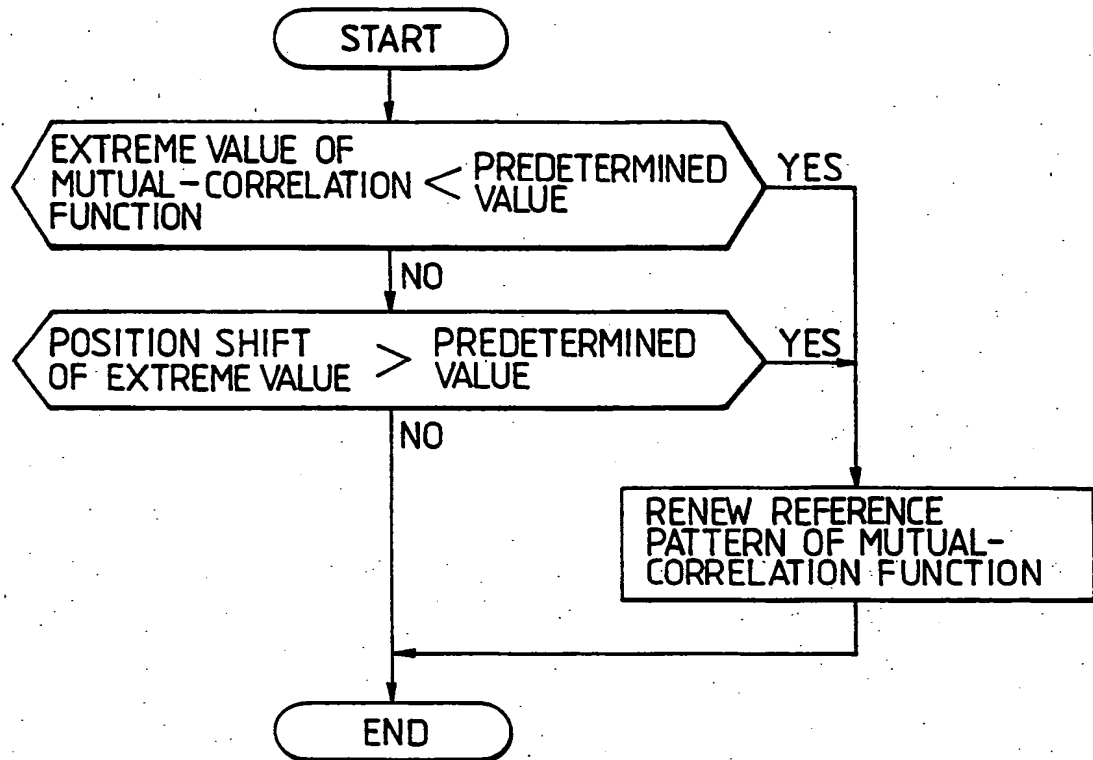 START
EXTREME VALUE OF
MUTUAL-CORRELATION
FUNCTION
<
PREDETERMINED
VALUE
YES
NO
POSITION SHIFT
OF EXTREME VALUE
>
PREDETERMINED
VALUE
YES
NO
RENEW REFERENCE
PATTERN OF MUTUAL-
CORRELATION FUNCTION
END